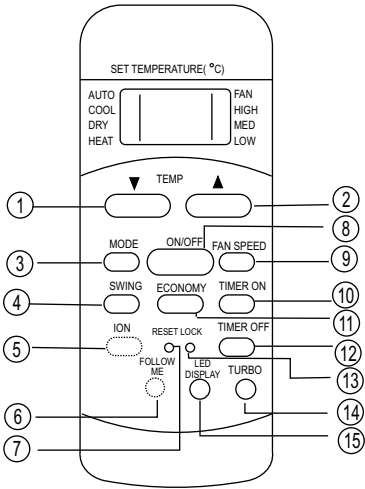 SET TEMPERATURE(°C)
AUTO FAN
COOL HIGH
DRY MED
HEAT LOW
▼ TEMP ▲
1 2
8
ON/OFF
MODE FAN SPEED
3 9
SWING ECONOMY TIMER ON
4 10
11
ION RESET LOCK TIMER OFF
5 12
FOLLOW ME
LED DISPLAY
TURBO
13
6 14
7 15